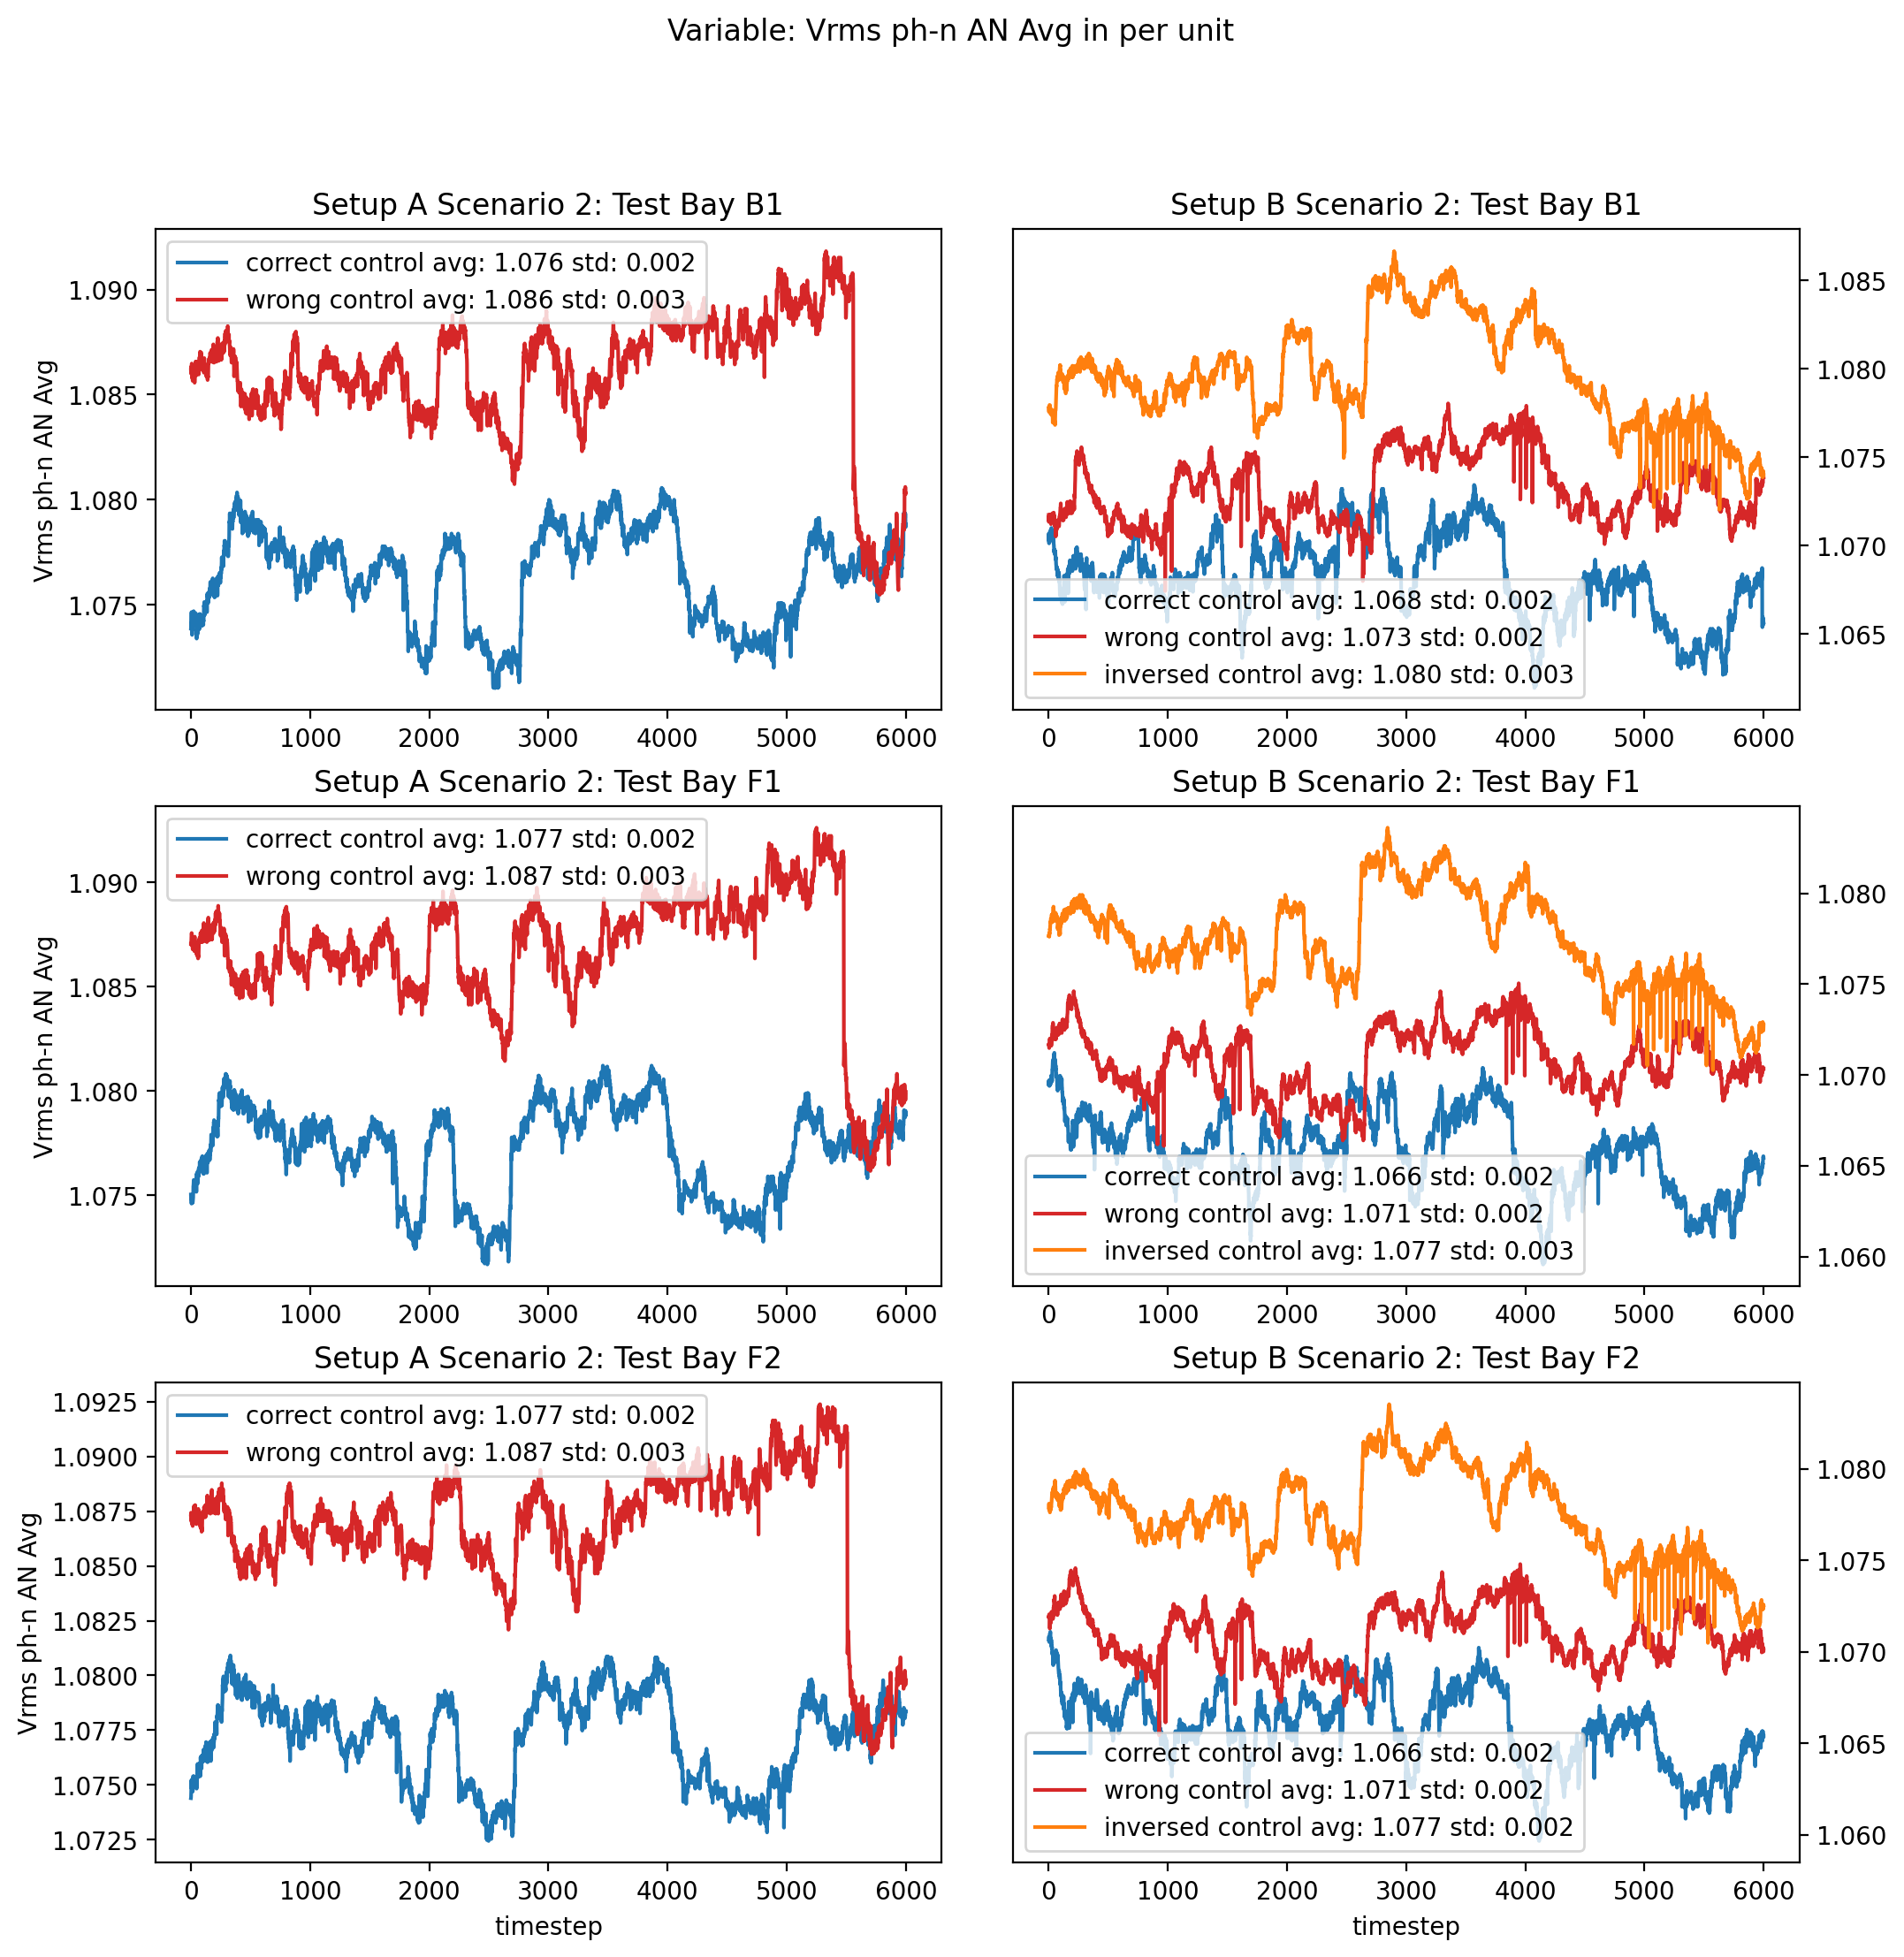 Variable: Vrms ph-n AN Avg in per unit
Setup A Scenario 2: Test Bay B1
correct control avg: 1.076 std: 0.002
wrong control avg: 1.086 std: 0.003
Vrms ph-n AN Avg
1.090
1.085
1.080
1.075
0 1000 2000 3000 4000 5000 6000
Setup B Scenario 2: Test Bay B1
correct control avg: 1.068 std: 0.002
wrong control avg: 1.073 std: 0.002
inversed control avg: 1.080 std: 0.003
1.085
1.080
1.075
1.070
1.065
0 1000 2000 3000 4000 5000 6000
Setup A Scenario 2: Test Bay F1
correct control avg: 1.077 std: 0.002
wrong control avg: 1.087 std: 0.003
Vrms ph-n AN Avg
1.090
1.085
1.080
1.075
0 1000 2000 3000 4000 5000 6000
Setup B Scenario 2: Test Bay F1
correct control avg: 1.066 std: 0.002
wrong control avg: 1.071 std: 0.002
inversed control avg: 1.077 std: 0.003
1.080
1.075
1.070
1.065
1.060
0 1000 2000 3000 4000 5000 6000
Setup A Scenario 2: Test Bay F2
correct control avg: 1.077 std: 0.002
wrong control avg: 1.087 std: 0.003
Vrms ph-n AN Avg
1.0925
1.0900
1.0875
1.0850
1.0825
1.0800
1.0775
1.0750
1.0725
0 1000 2000 3000 4000 5000 6000
timestep
Setup B Scenario 2: Test Bay F2
correct control avg: 1.066 std: 0.002
wrong control avg: 1.071 std: 0.002
inversed control avg: 1.077 std: 0.002
1.080
1.075
1.070
1.065
1.060
0 1000 2000 3000 4000 5000 6000
timestep